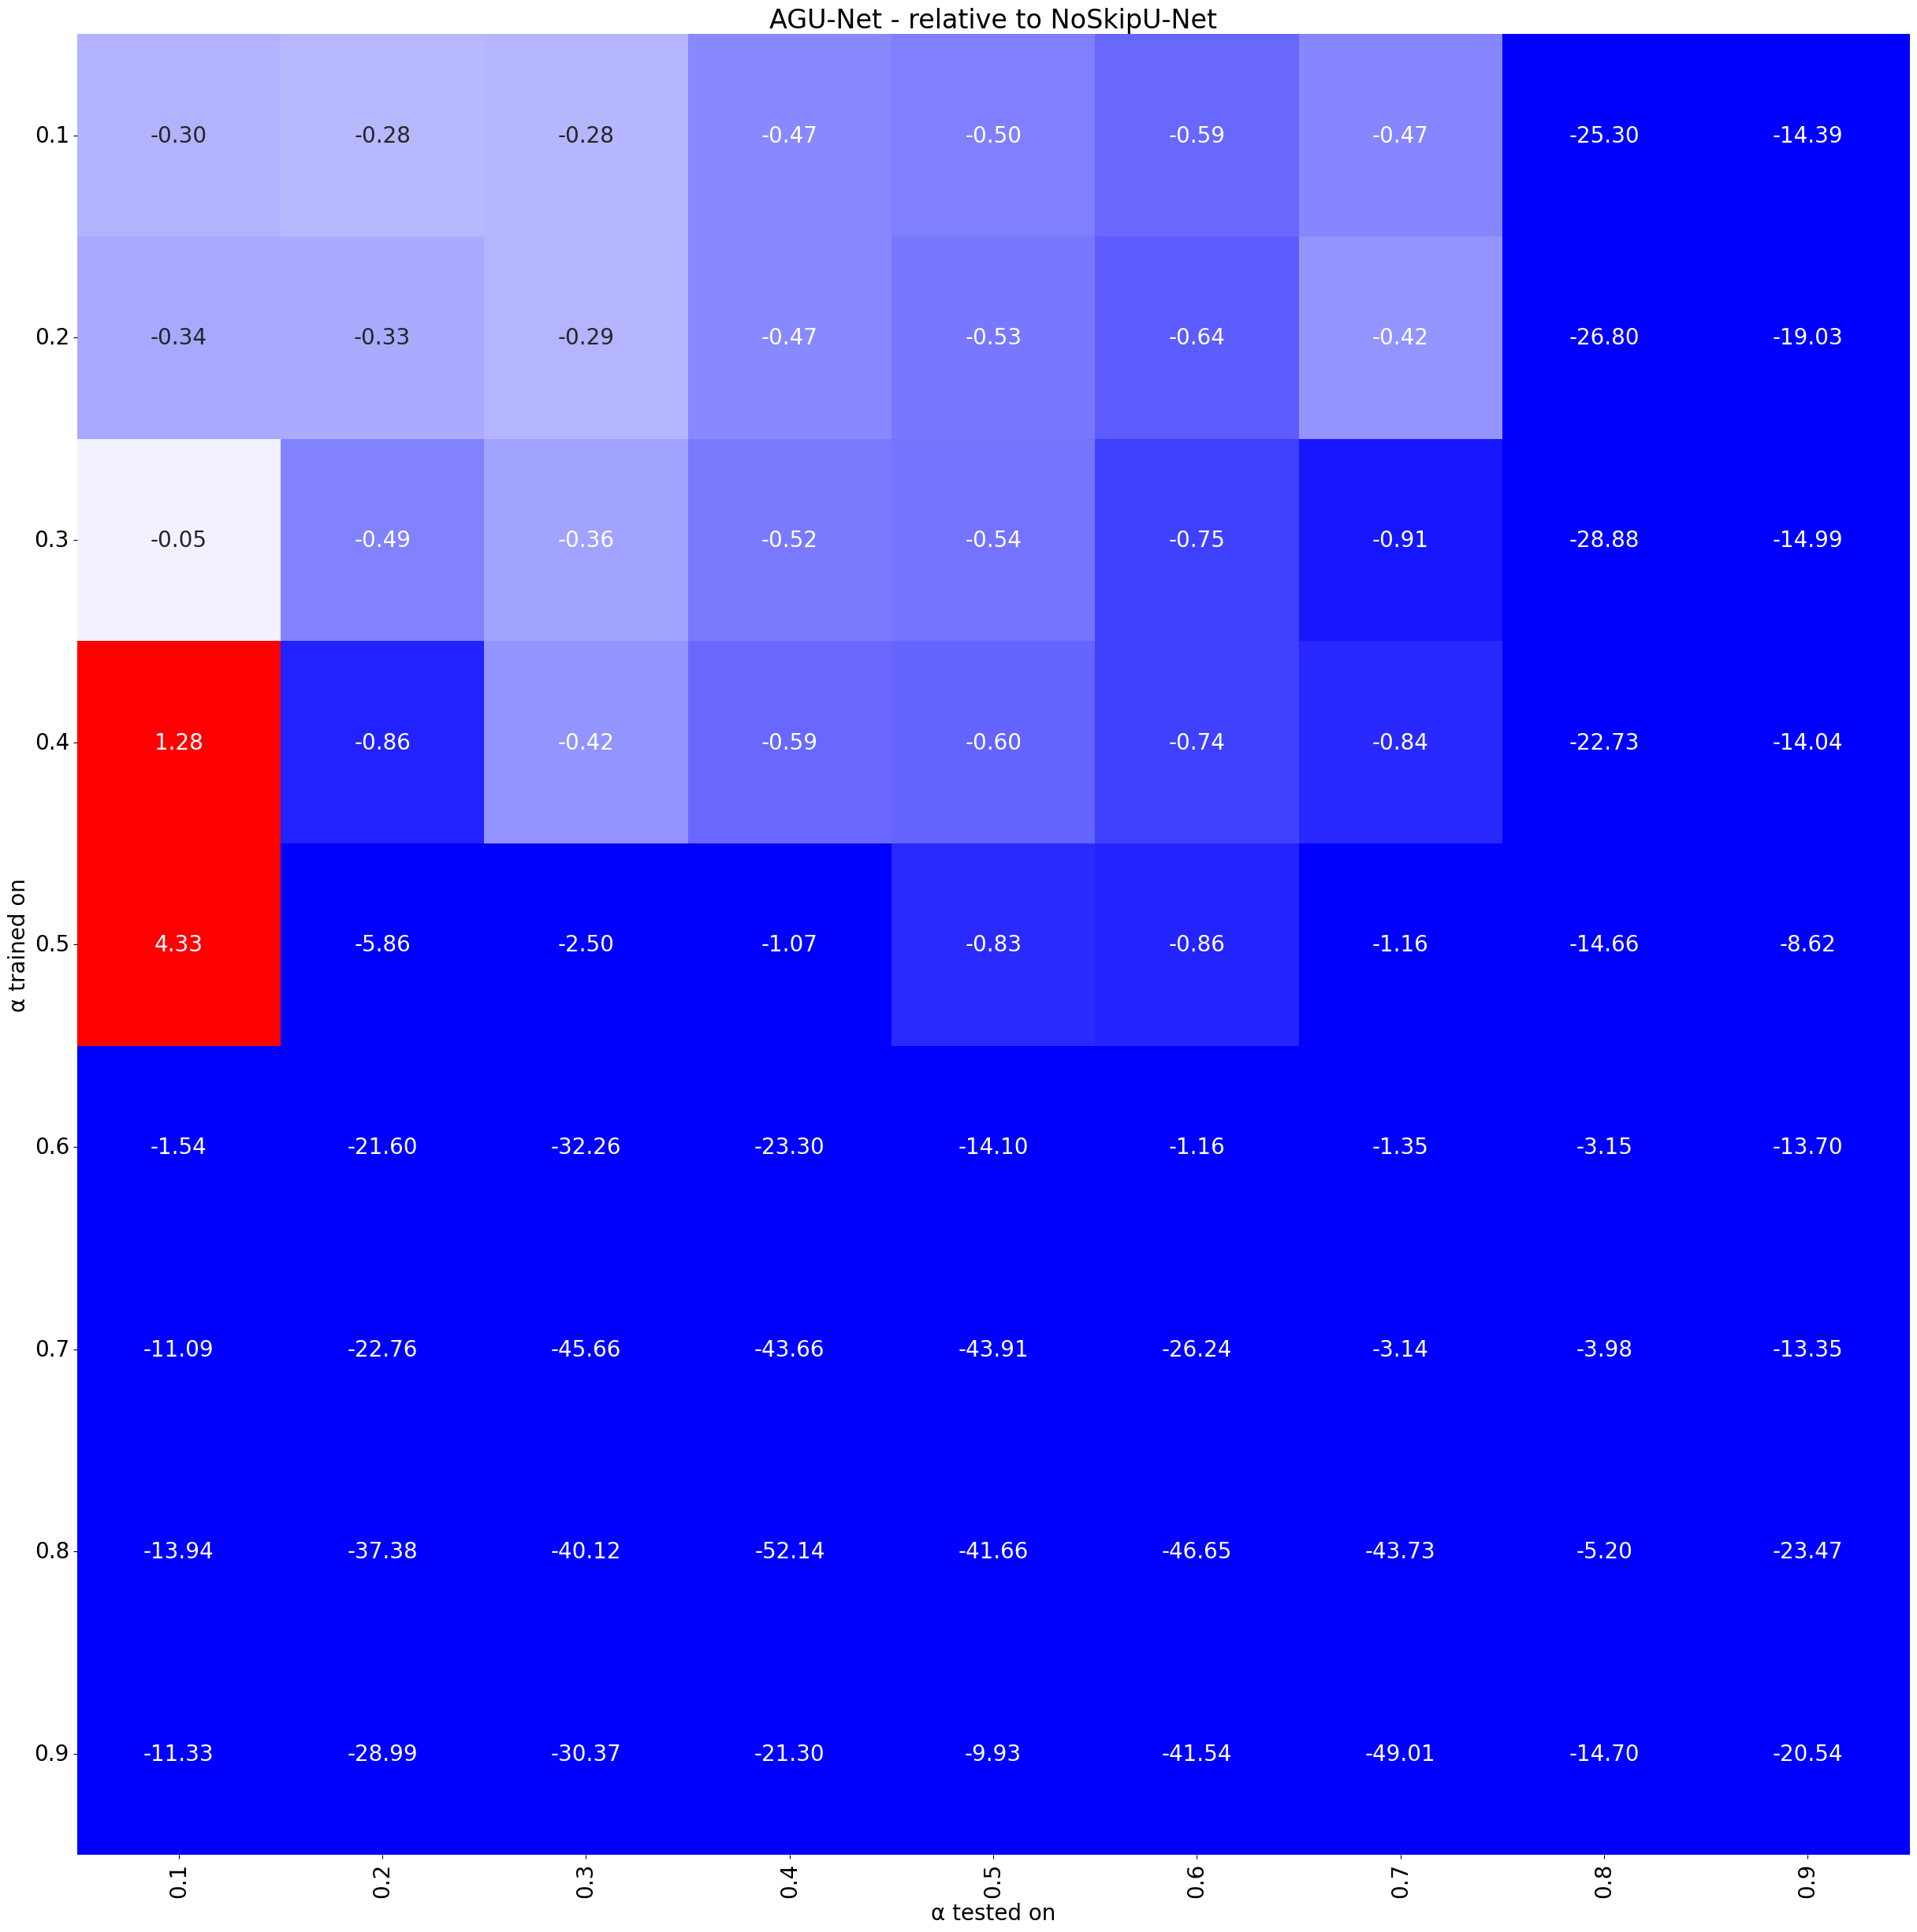 AGU-Net - relative to NoSkipU-Net
0.1 -0.30 -0.28 -0.28 -0.47 -0.50 -0.59 -0.47 -25.30 -14.39
0.2 -0.34 -0.33 -0.29 -0.47 -0.53 -0.64 -0.42 -26.80 -19.03
0.3 -0.05 -0.49 -0.36 -0.52 -0.54 -0.75 -0.91 -28.88 -14.99
0.4 1.28 -0.86 -0.42 -0.59 -0.60 -0.74 -0.84 -22.73 -14.04
α trained on
0.5 4.33 -5.86 -2.50 -1.07 -0.83 -0.86 -1.16 -14.66 -8.62
0.6 -1.54 -21.60 -32.26 -23.30 -14.10 -1.16 -1.35 -3.15 -13.70
0.7 -11.09 -22.76 -45.66 -43.66 -43.91 -26.24 -3.14 -3.98 -13.35
0.8 -13.94 -37.38 -40.12 -52.14 -41.66 -46.65 -43.73 -5.20 -23.47
0.9 -11.33 -28.99 -30.37 -21.30 -9.93 -41.54 -49.01 -14.70 -20.54
0.1 0.2 0.3 0.4 0.5 0.6 0.7 0.8 0.9
α tested on